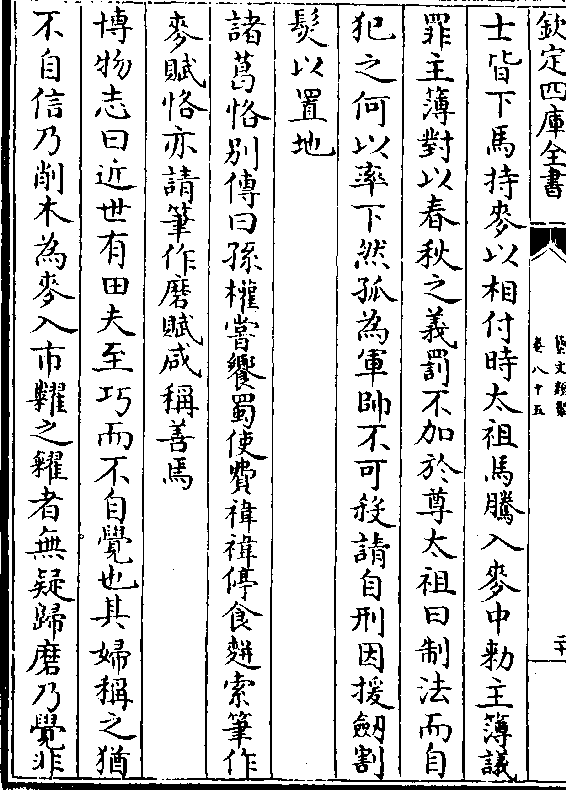 欽定四庫全書
藝文類聚
卷八十五
二十
士皆下馬持麥以相付時太祖馬騰入麥中勑主簿議
罪主簿對以春秋之義罰不加於尊太祖曰制法而自
犯之何以率下然孤為軍帥不可殺請自刑因援劔割
髮以置地
諸葛恪别傳曰孫權嘗饗蜀使費禕禕停食䴵索筆作
麥賦恪亦請筆作磨賦咸稱善焉
博物志曰近世有田夫至巧而不自覺也其婦稱之猶
不自信乃削木為麥入市糶之糴者無疑歸磨乃覺非